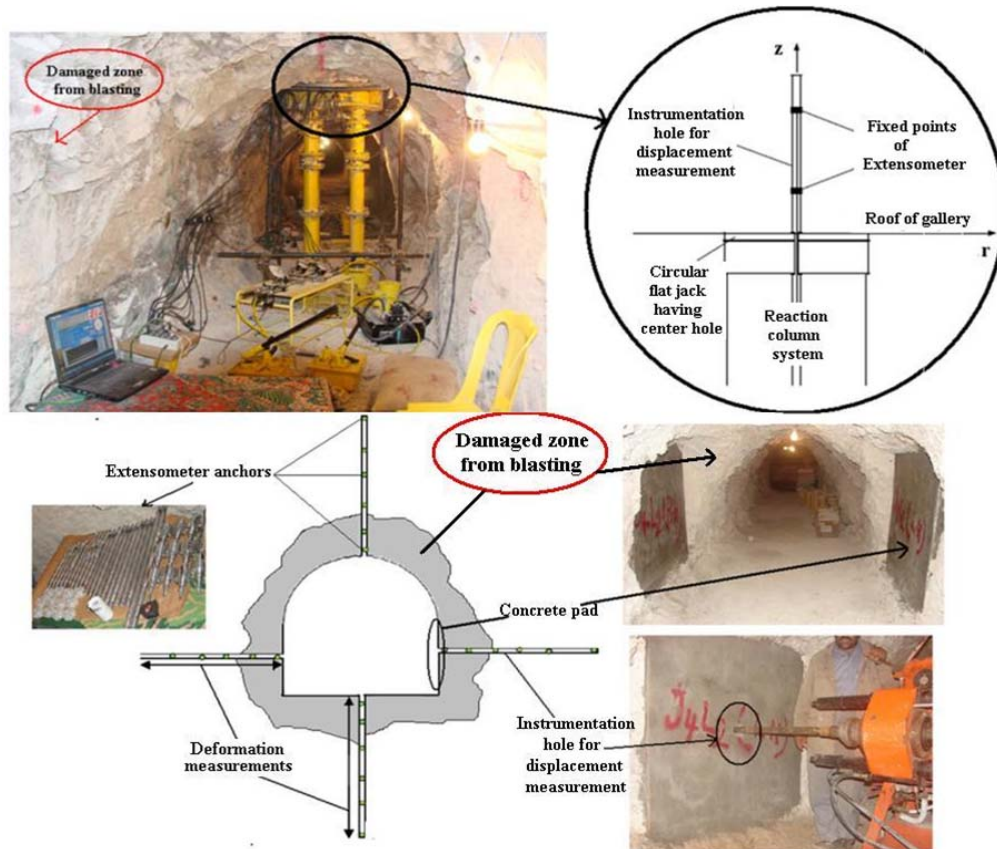 Damaged zone
from blasting
z
Instrumentation
hole for
displacement
measurement
Fixed points
of
Extensometer
Roof of gallery
r
Circular
flat jack
having
center hole
Reaction
column
system
Extensometer anchors
Damaged zone
from blasting
Concrete pad
Deformation
measurements
Instrumentation
hole for
displacement
measurement